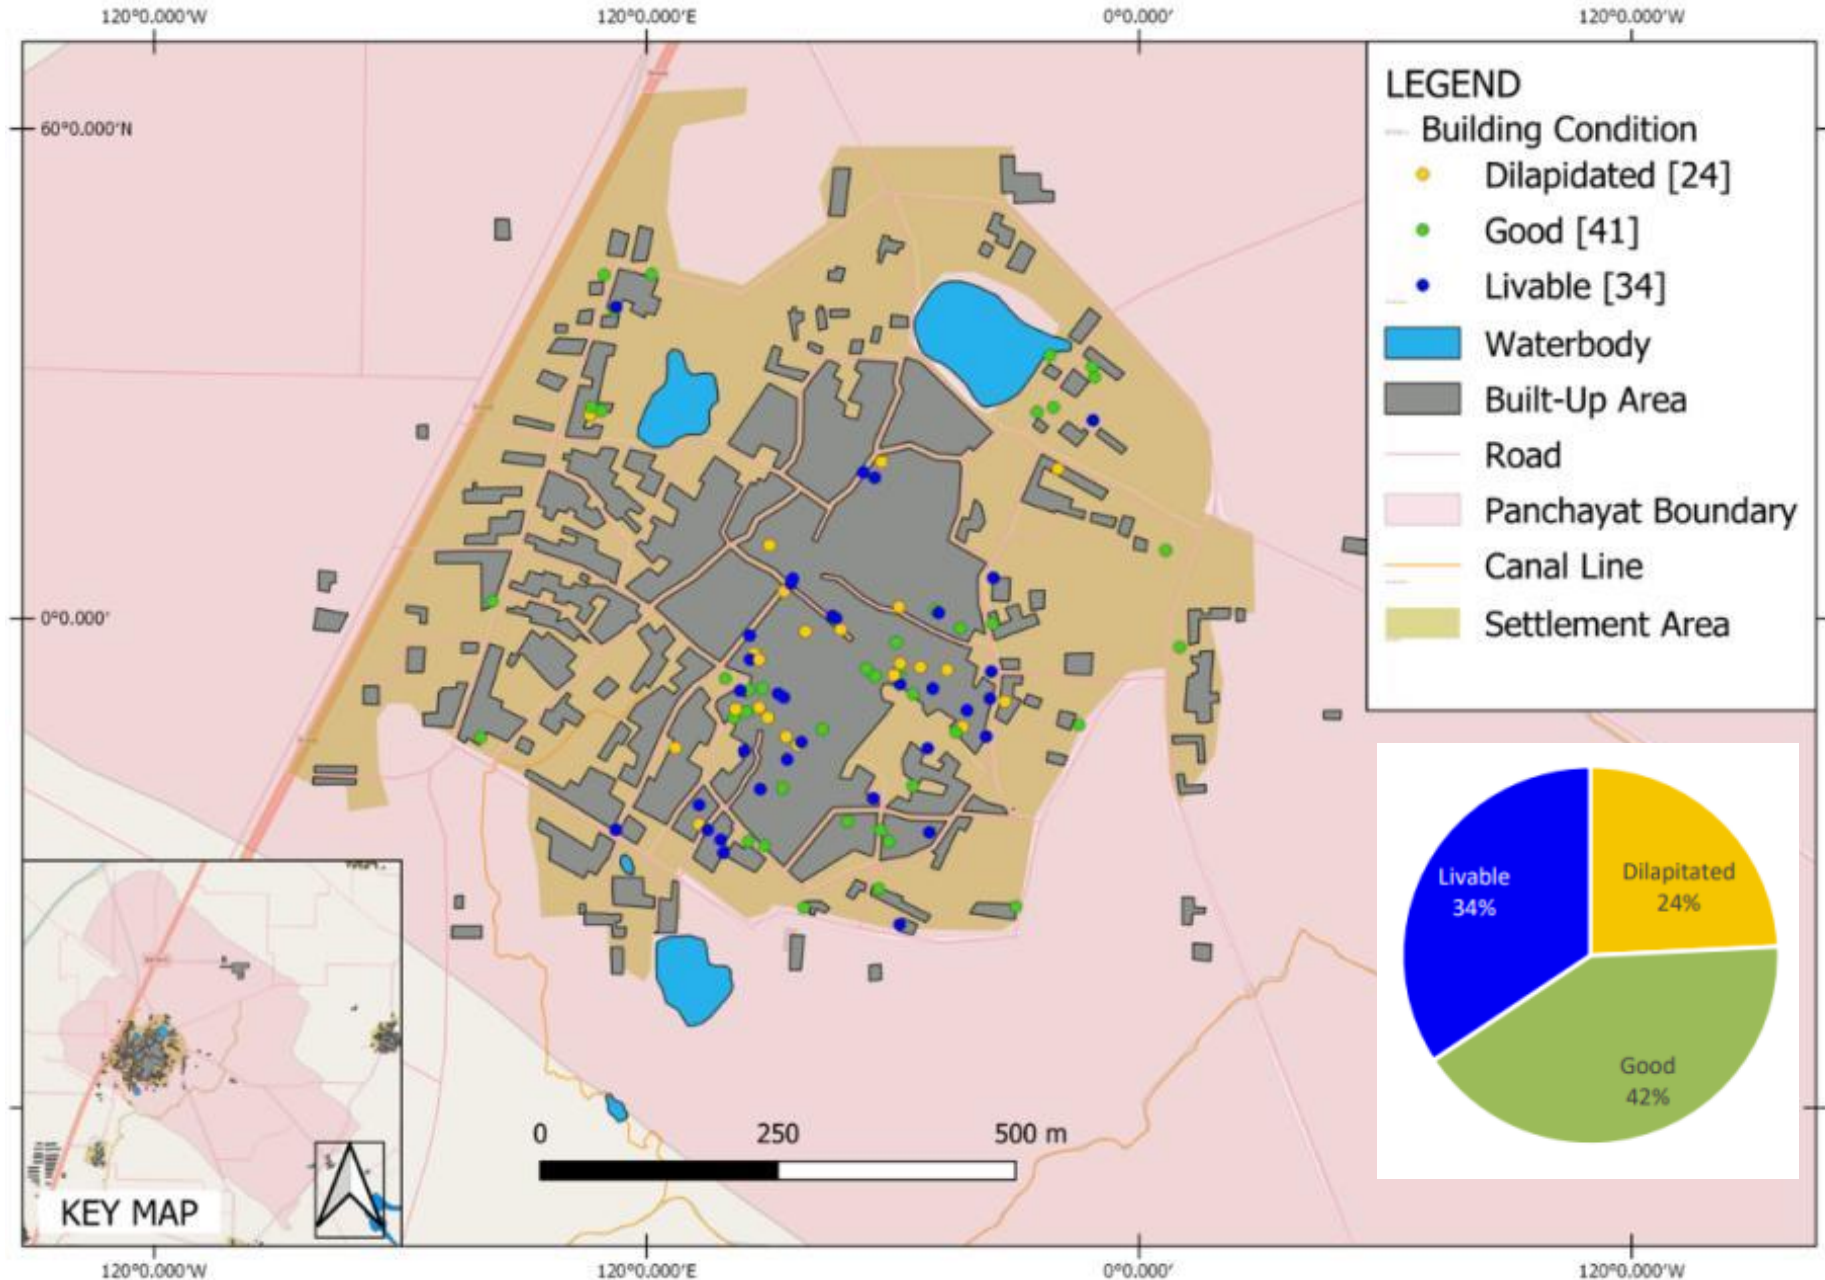 120°0.000'W
120°0.000'E
0°0.000'
120°0.000'W
60°0.000'N
0°0.000'
LEGEND
Building Condition
Dilapidated [24]
Good [41]
Livable [34]
Waterbody
Built-Up Area
Road
Panchayat Boundary
Canal Line
Settlement Area
Livable
34%
Dilapitated
24%
Good
42%
0 250 500 m
KEY MAP
120°0.000'W
120°0.000'E
0°0.000'
120°0.000'W